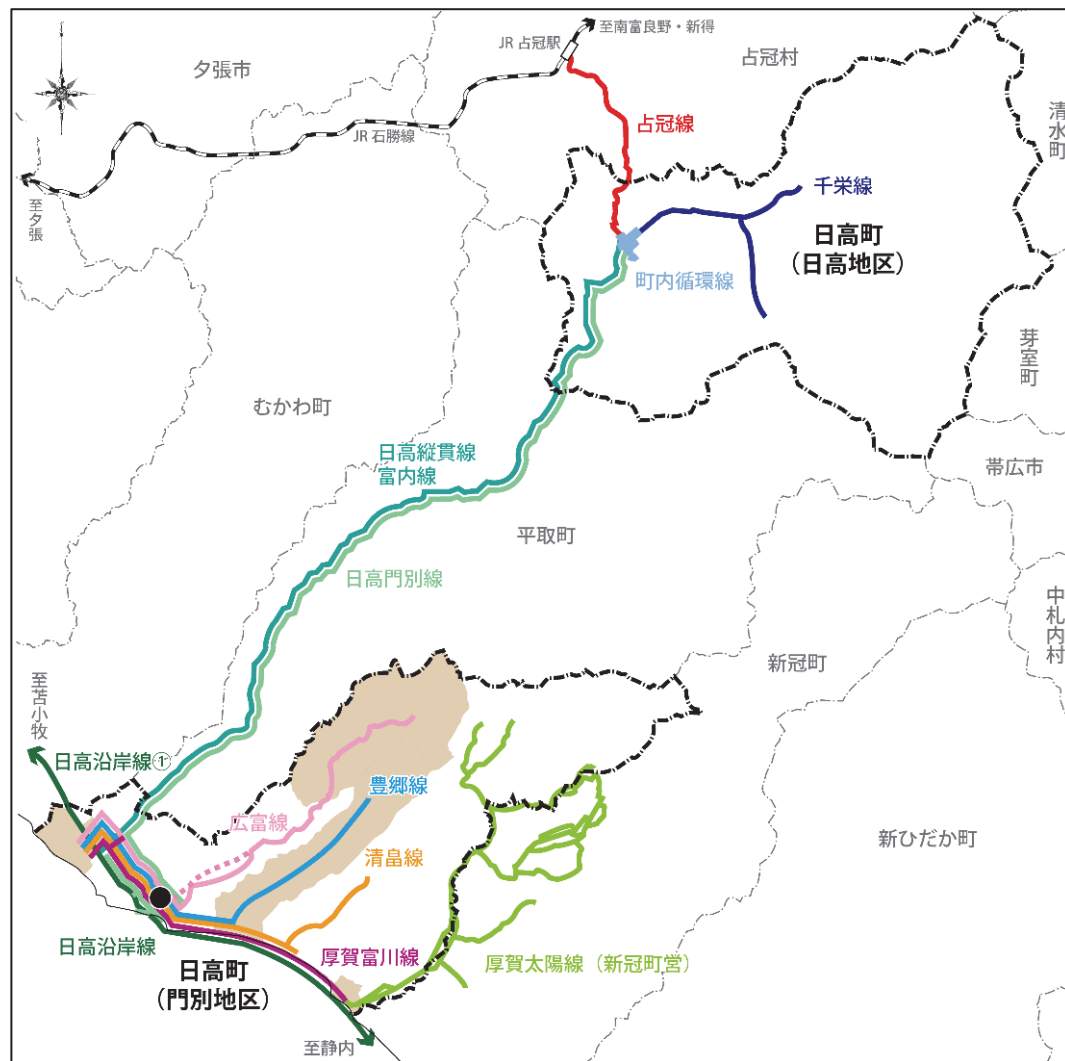 至南富良野・新得
JR 占冠駅
占冠村
夕張市
清水町
占冠線
JR 石勝線
千栄線
至夕張
日高町
(日高地区)
町内循環線
芽室町
むかわ町
日高縦貫線
富内線
帯広市
平取町
日高門別線
中札内村
新冠町
至苫小牧
日高沿岸線①
豊郷線
広富線
清畠線
新ひだか町
日高沿岸線
厚賀富川線
厚賀太陽線(新冠町営)
日高町
(門別地区)
至静内